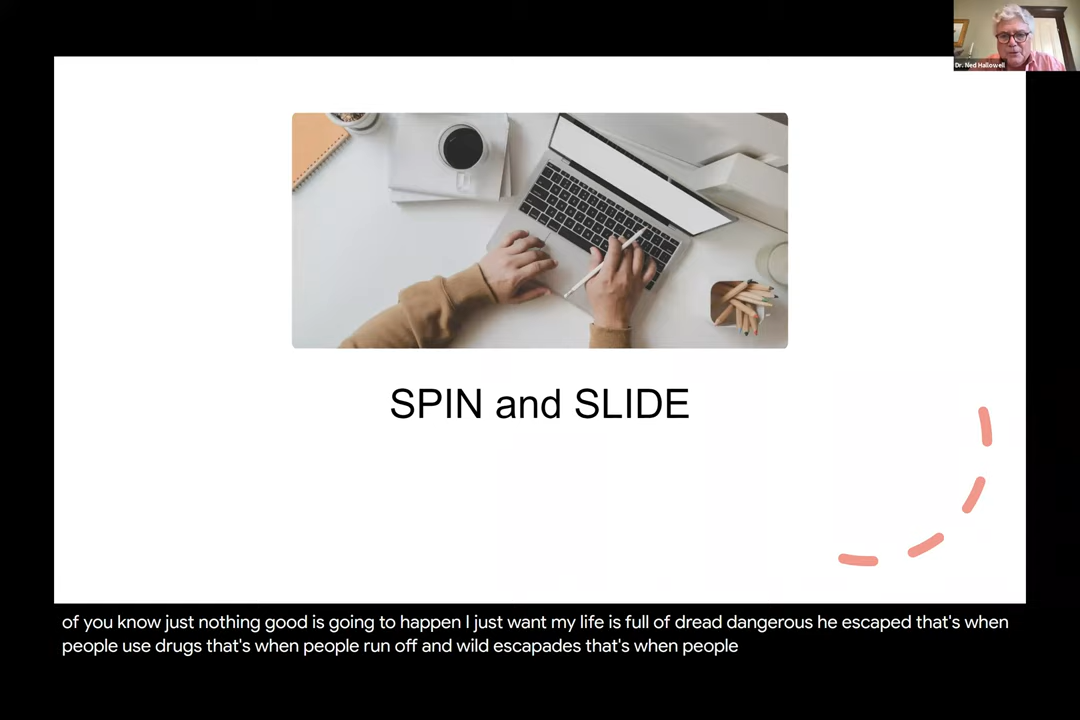 Dr. Ned Hallowell
SPIN and SLIDE
of you know just nothing good is going to happen I just want my life is full of dread dangerous he escaped that's when
people use drugs that's when people run off and wild escapades that's when people